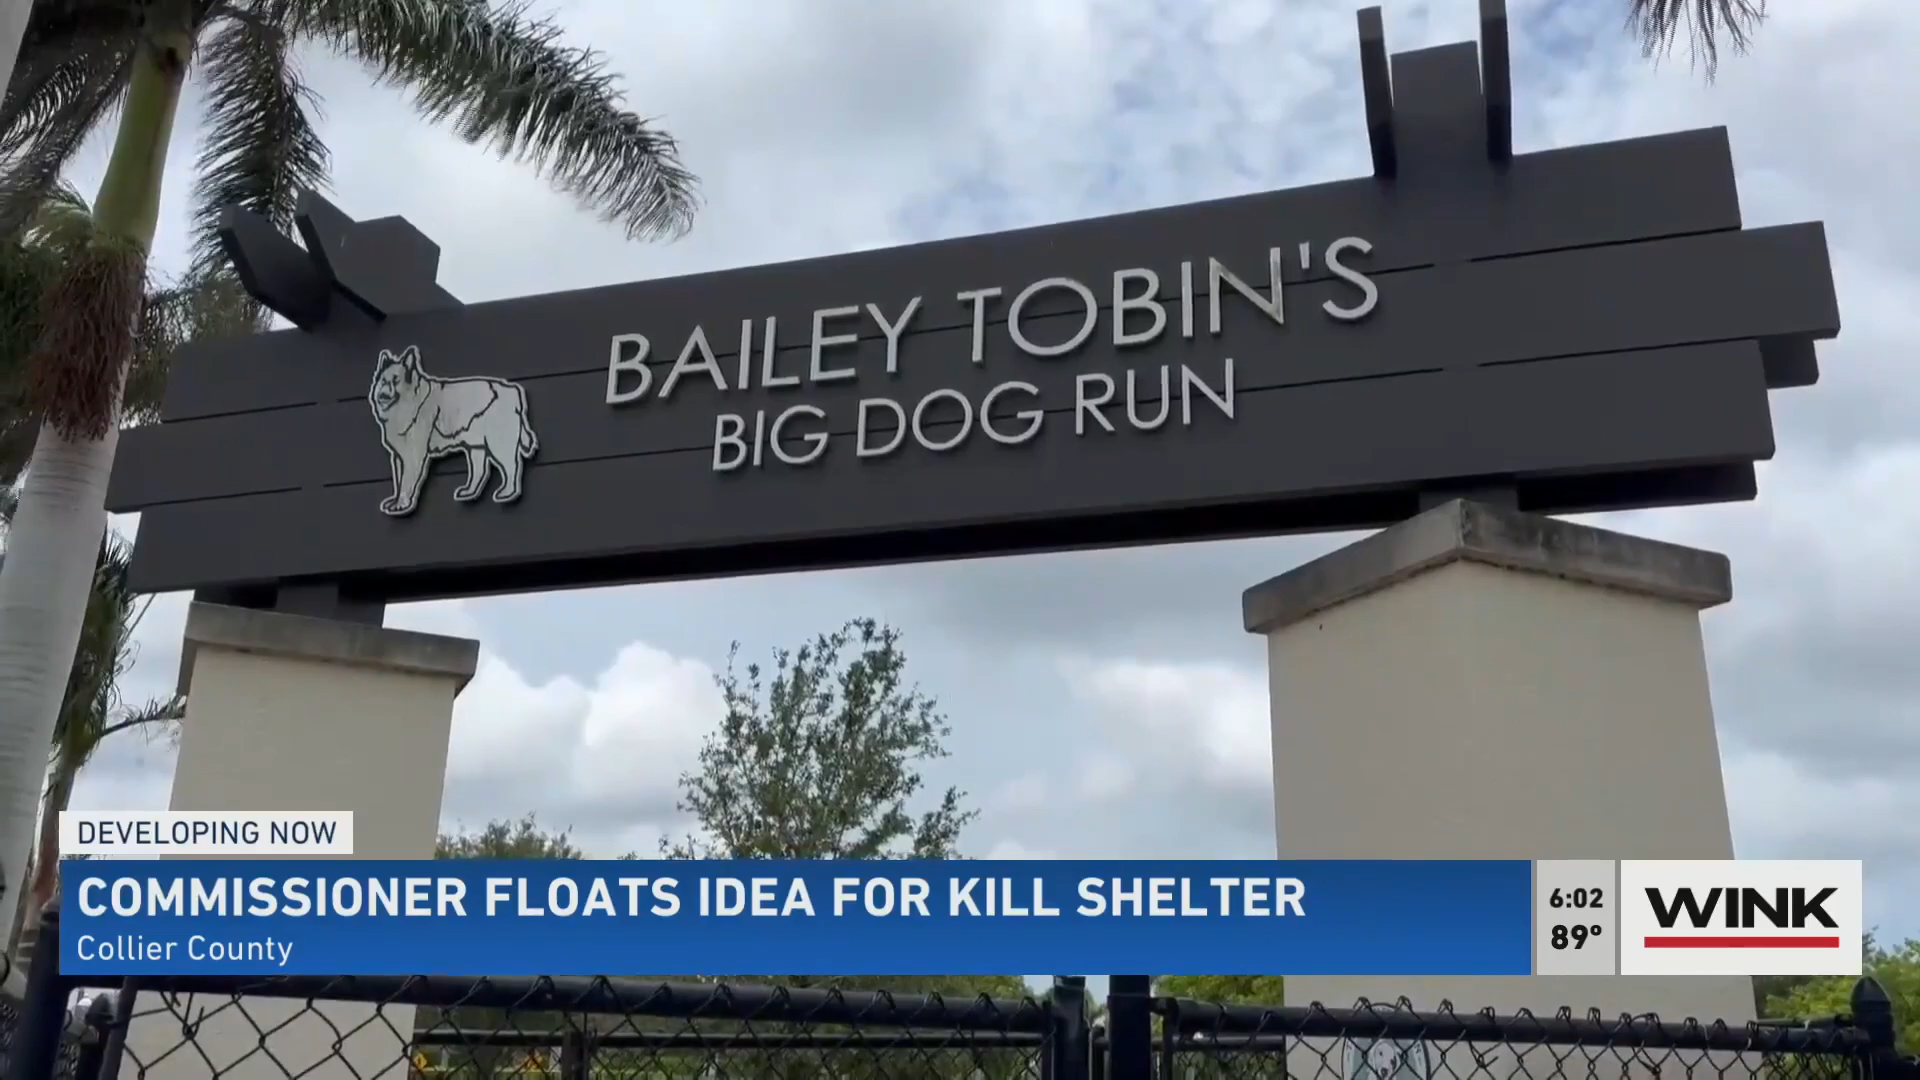 BAILEY TOBIN'S
BIG DOG RUN
DEVELOPING NOW
COMMISSIONER FLOATS IDEA FOR KILL SHELTER
Collier County
6:02
89°
WINK